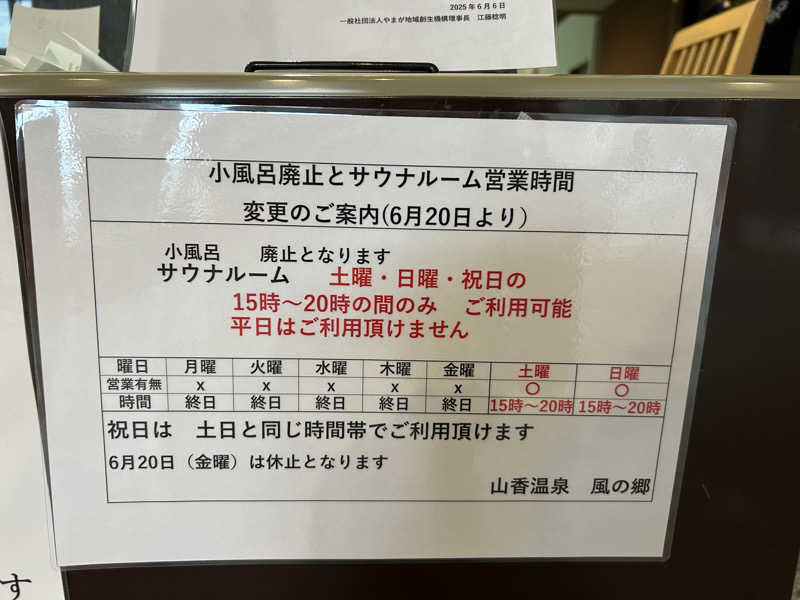 2025年6月6日
一般社団法人やまが地域創生機構理事長 江藤稔明
小風呂廃止とサウナルーム営業時間
変更のご案内(6月20日より)
小風呂 廃止となります
サウナルーム 土曜・日曜・祝日の
15時～20時の間のみ ご利用可能
平日はご利用頂けません
曜日 月曜 火曜 水曜 木曜 金曜 土曜 日曜
営業有無 x x x x x 〇 〇
時間 終日 終日 終日 終日 終日 15時～20時 15時～20時
祝日は 土日と同じ時間帯でご利用頂けます
6月20日（金曜）は休止となります
山香温泉 風の郷
す